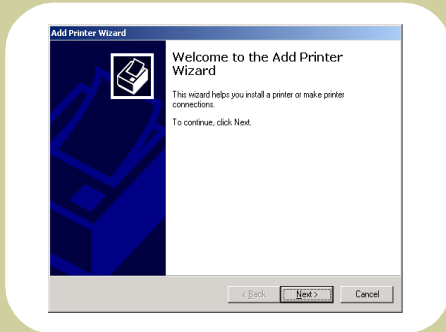 Add Printer Wizard
Welcome to the Add Printer
Wizard
This wizard helps you install a printer or make printer
connections.
To continue, click Next.
< Back
Next >
Cancel